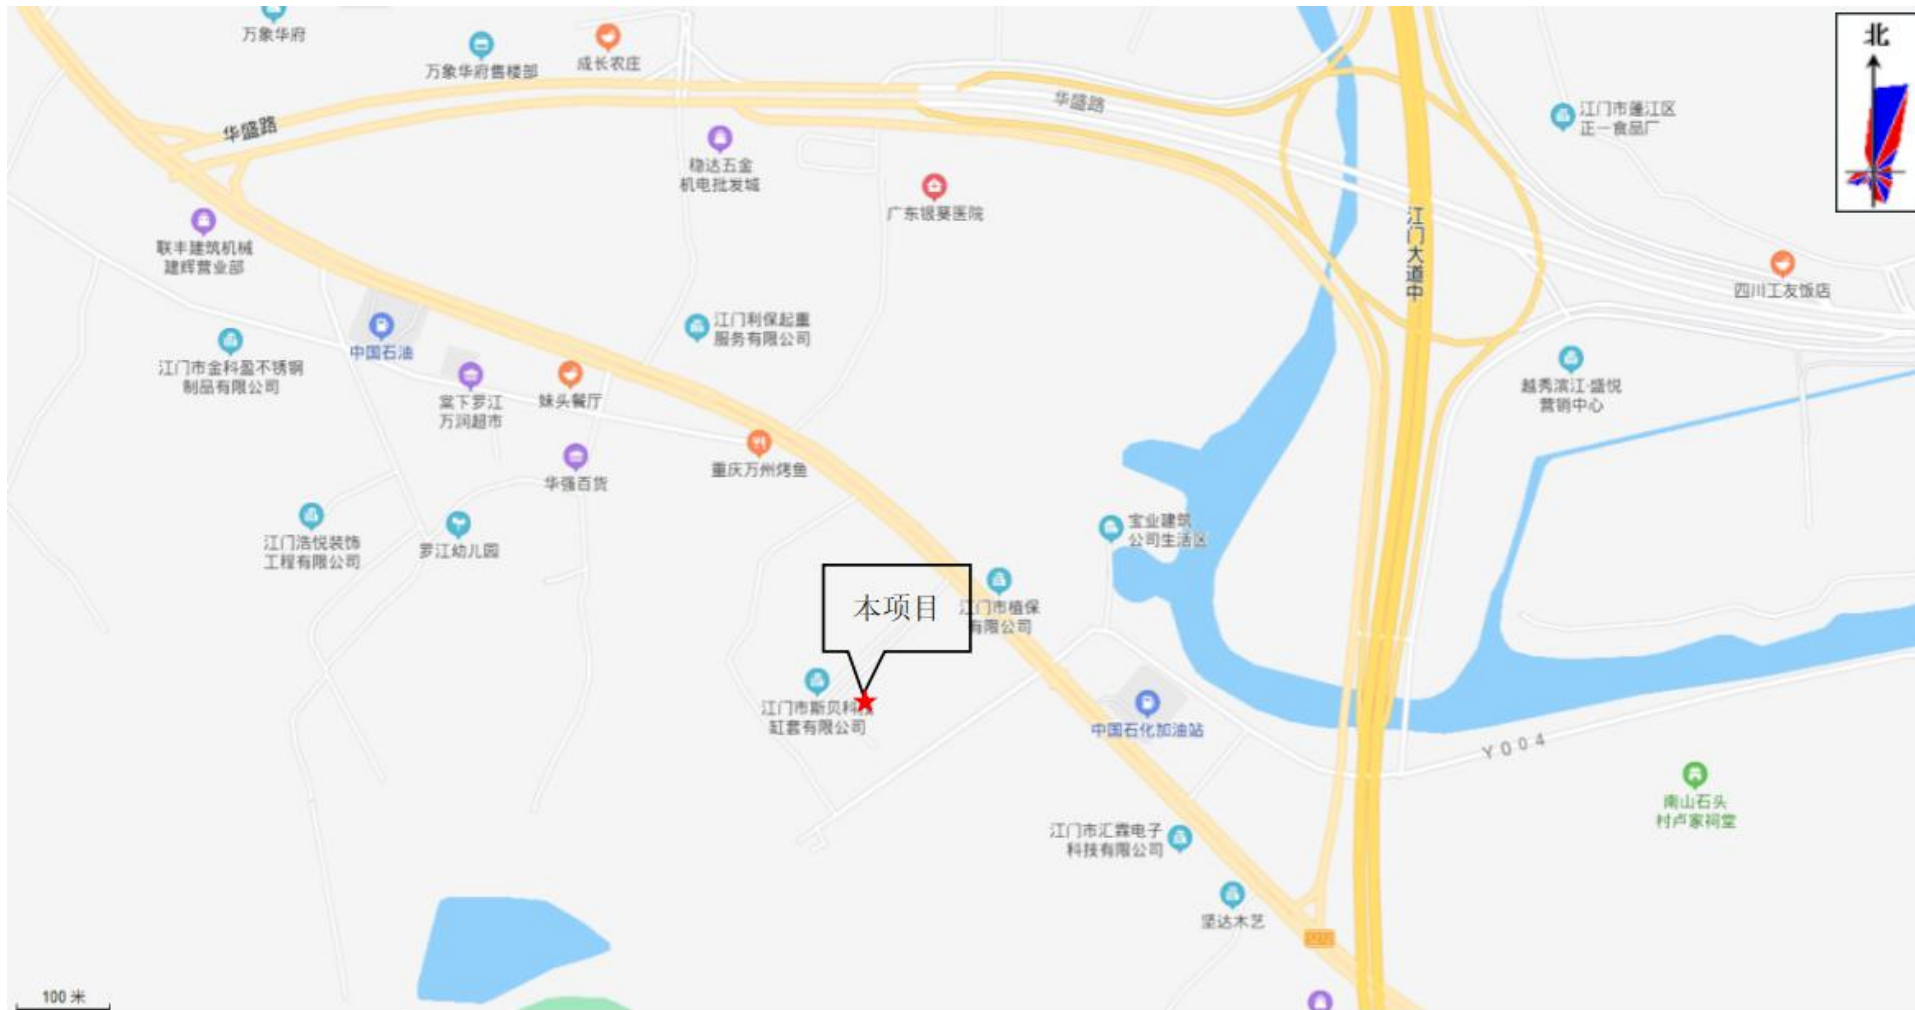 万象华府
万象华府售楼部
成长农庄
北
华盛路
华盛路
江门市蓬江区
正一食品厂
稳达五金
机电批发城
广东银葵医院
联丰建筑机械
建辉营业部
江门大道中
四川工友饭店
江门利保起重
服务有限公司
中国石油
江门市金科盈不锈钢
制品有限公司
棠下罗江
万润超市
妹头餐厅
越秀滨江·盛悦
营销中心
重庆万州烤鱼
华强百货
江门浩悦装饰
工程有限公司
罗江幼儿园
宝业建筑
公司生活区
本项目
江门市植保
有限公司
江门市斯贝科技
缸套有限公司
中国石化加油站
Y004
南山石头
村卢家祠堂
江门市汇霖电子
科技有限公司
坚达木艺
100 米